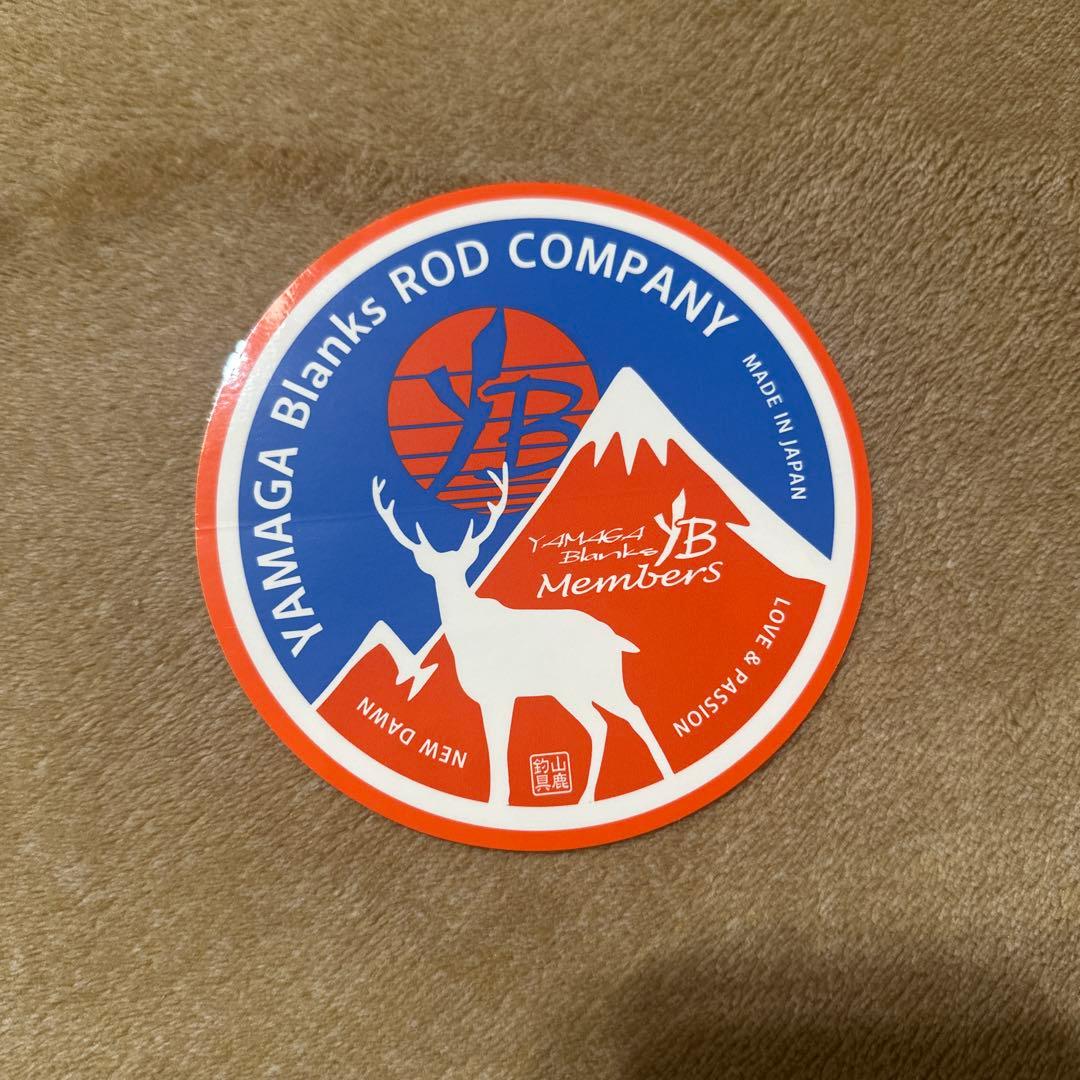 YAMAGA Blanks ROD COMPANY
MADE IN JAPAN
YB
YAMAGA
Blanks YB
Members
LOVE & PASSION
NEW DAWN
山鹿
釣具